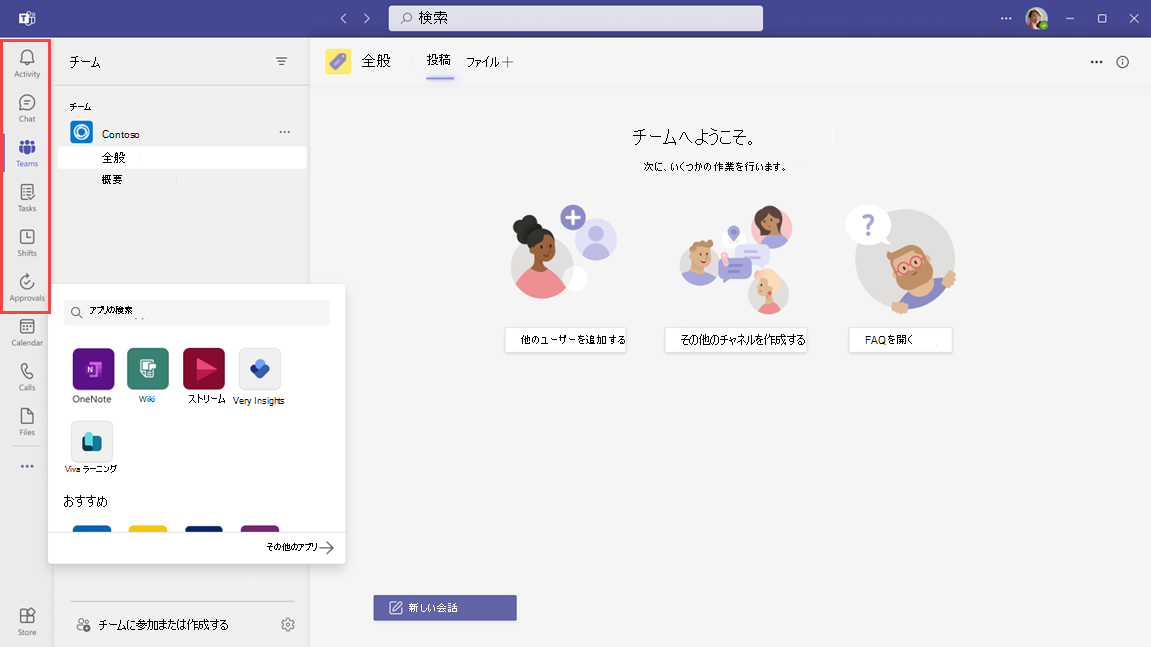 検索
Activity
Chat
Teams
Tasks
Shifts
Approvals
Calendar
Calls
Files
Store
チーム
チーム
Contoso
全般
概要
アプリの検索
OneNote
Wiki
ストリーム
Very Insights
Viva ラーニング
おすすめ
その他のアプリ
チームに参加または作成する
全般
投稿
ファイル
チームへようこそ。
次に、いくつかの作業を行います。
他のユーザーを追加する
その他のチャネルを作成する
FAQを開く
新しい会話